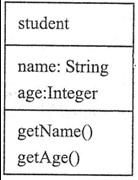 student
name: String
age:Integer
getName()
getAge()